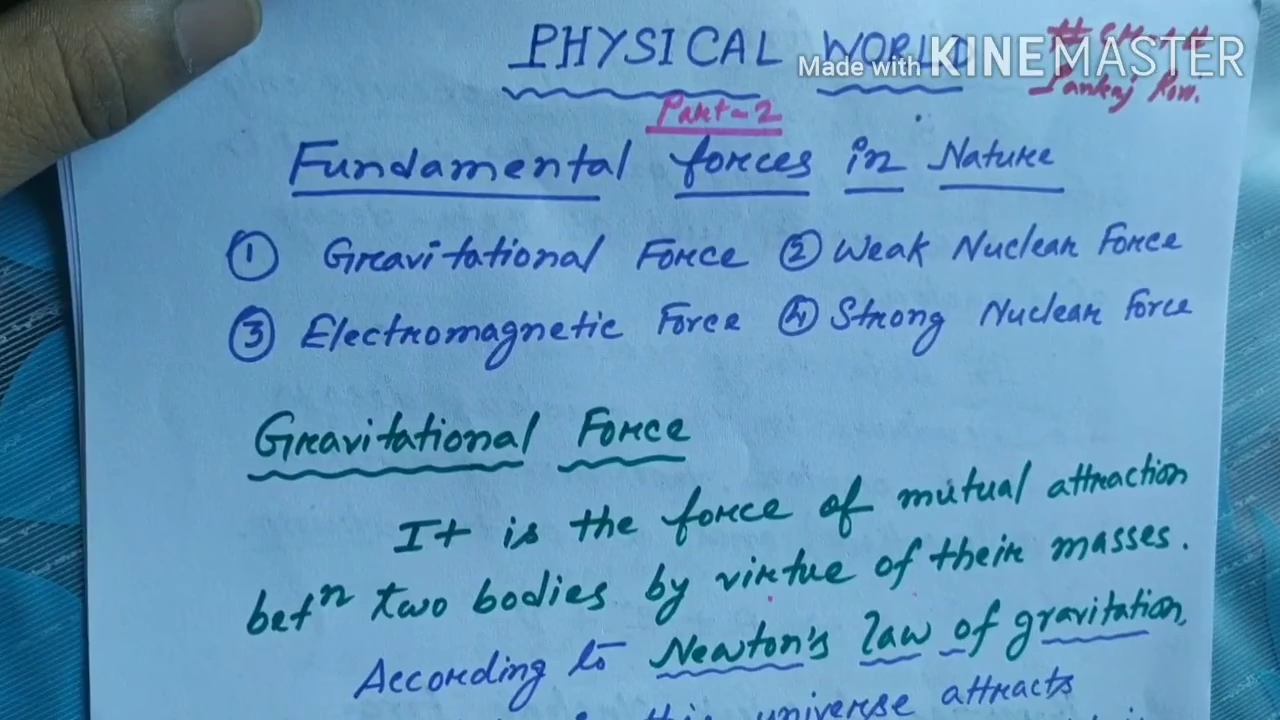 PHYSICAL WORLD
Made with KINEMASTER
Pankaj
Part-2
Fundamental forces in Nature
① Gravitational Force ② Weak Nuclear Force
③ Electromagnetic Force ④ Strong Nuclear Force
Gravitational Force
It is the force of mutual attraction
betⁿ two bodies by virtue of their masses.
According to Newton's law of gravitation,
this universe attracts